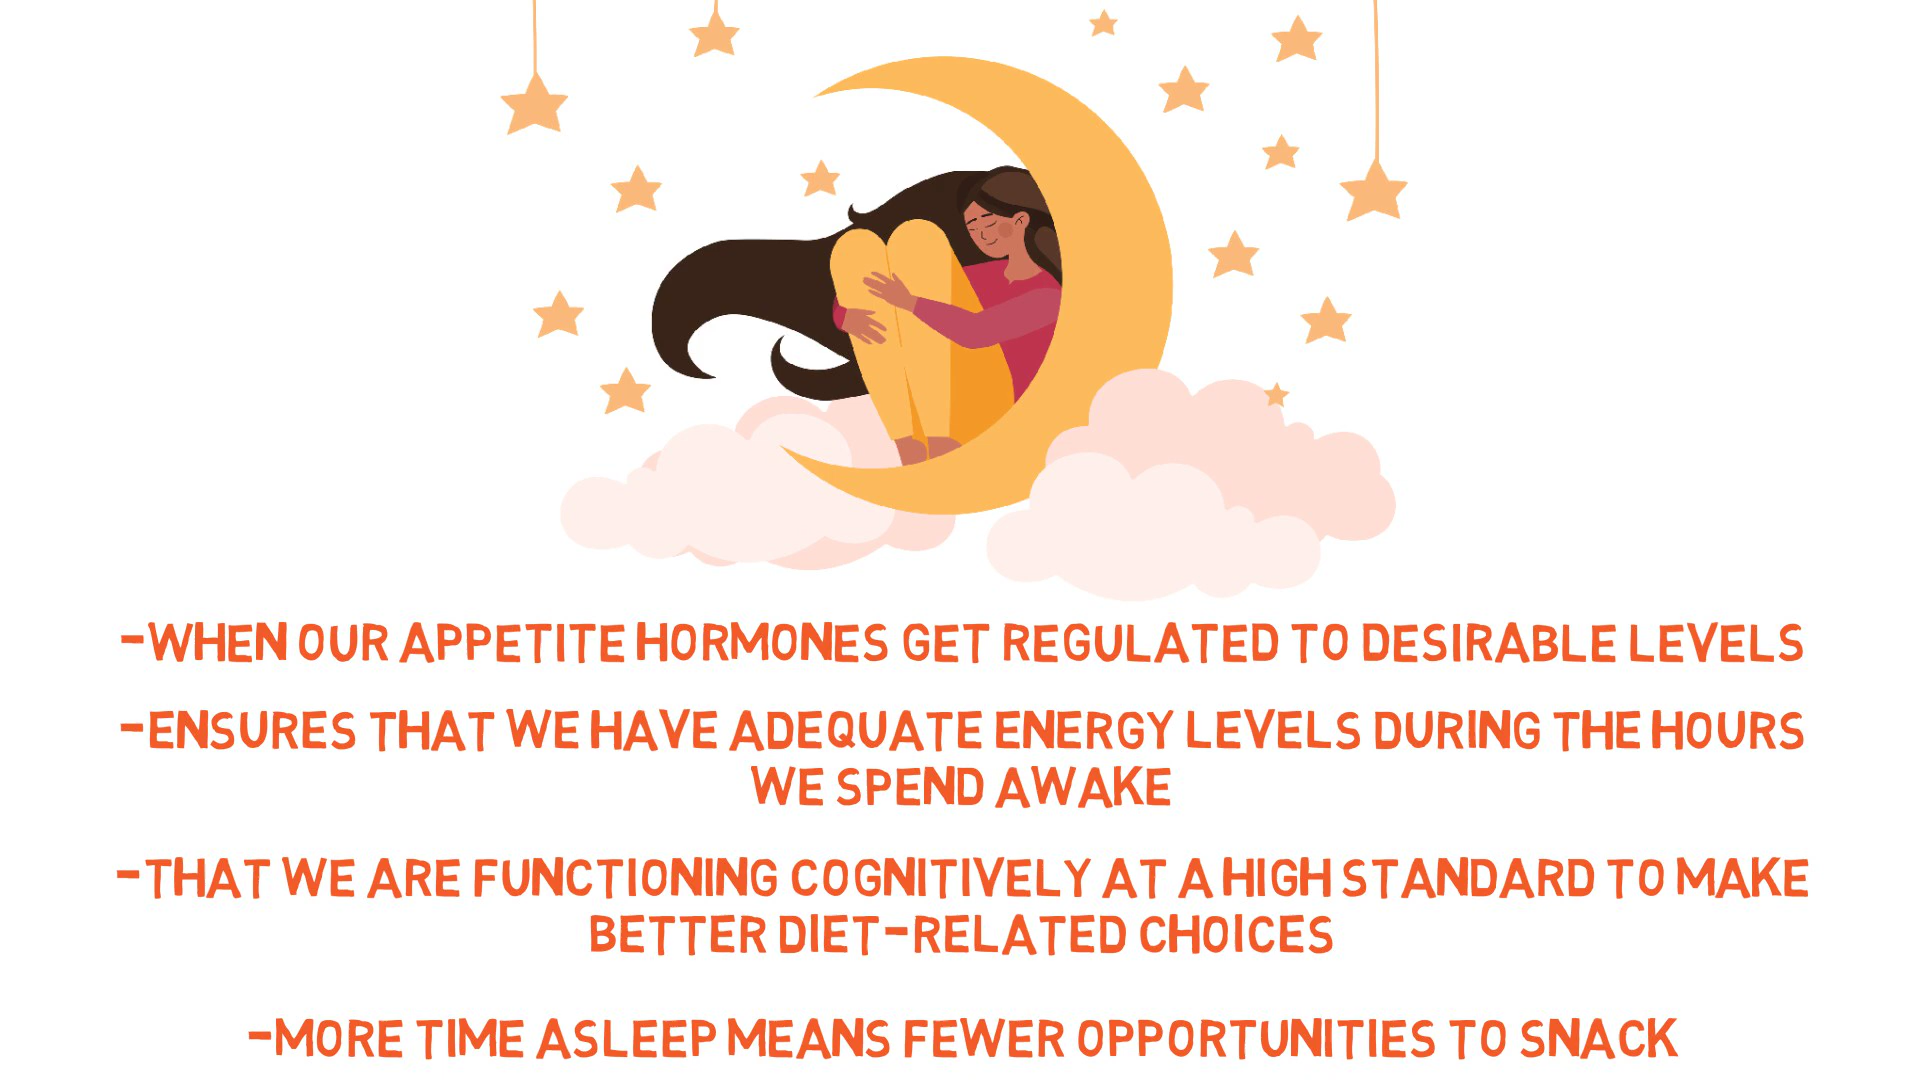 -WHEN OUR APPETITE HORMONES GET REGULATED TO DESIRABLE LEVELS
-ENSURES THAT WE HAVE ADEQUATE ENERGY LEVELS DURING THE HOURS
WE SPEND AWAKE
-THAT WE ARE FUNCTIONING COGNITIVELY AT A HIGH STANDARD TO MAKE
BETTER DIET-RELATED CHOICES
-MORE TIME ASLEEP MEANS FEWER OPPORTUNITIES TO SNACK